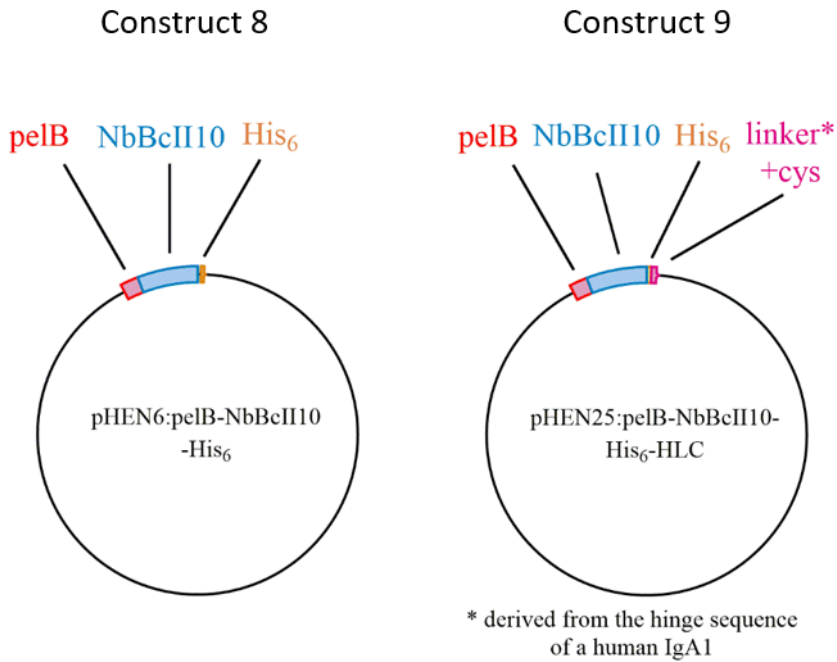 Construct 8
Construct 9
pelB NbBcII10 His₆
pelB NbBcII10 His₆ linker*
+cys
pHEN6:pelB-NbBcII10
-His₆
pHEN25:pelB-NbBcII10-
His₆-HLC
* derived from the hinge sequence
of a human IgA1